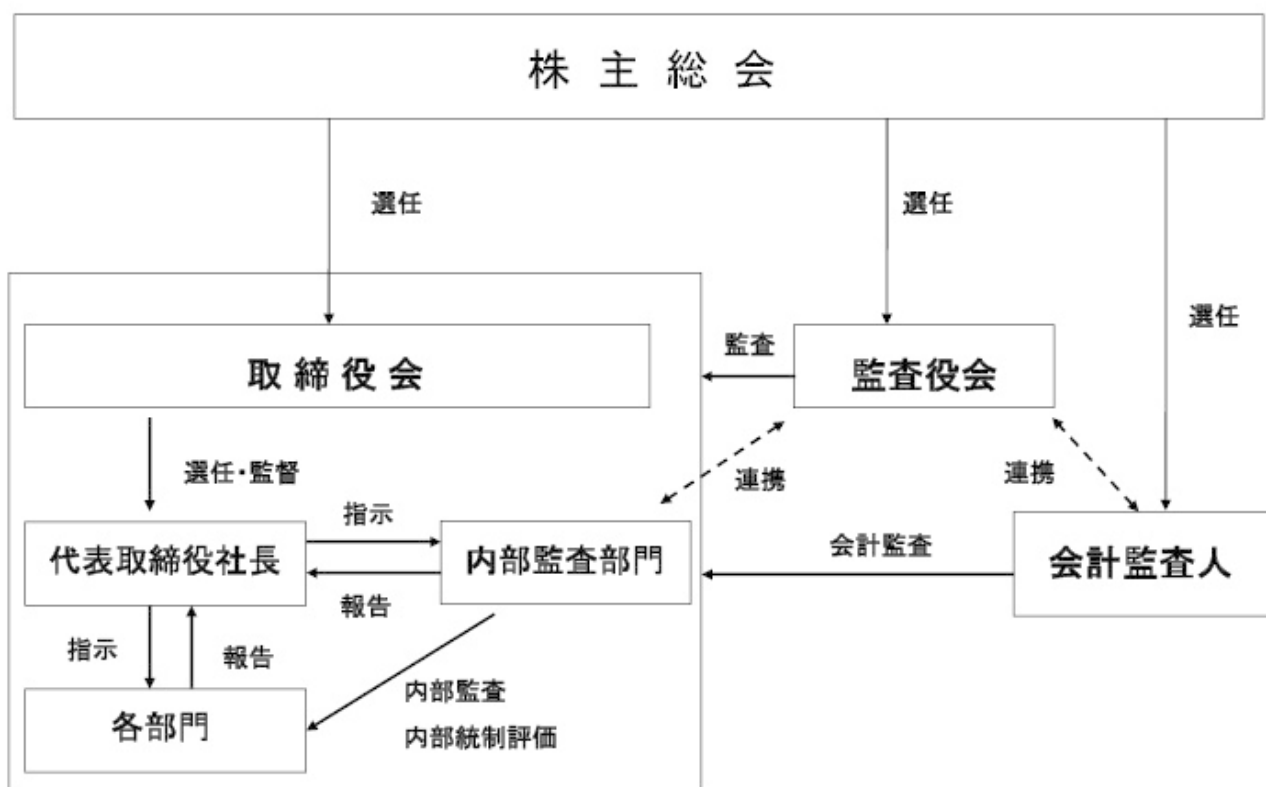 株 主 総 会
選任
選任
選任
取 締 役 会
監査
監査役会
選任・監督
連携
連携
指示
代表取締役社長
内部監査部門
会計監査
会計監査人
報告
指示
報告
内部監査
各部門
内部統制評価